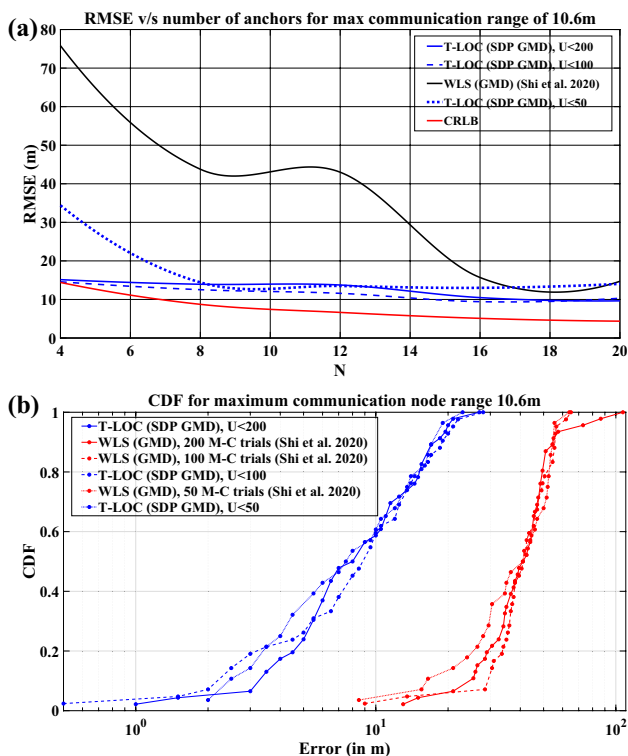 (a)
RMSE v/s number of anchors for max communication range of 10.6m
80
70
60
50
40
30
20
10
0
RMSE (m)
T-LOC (SDP GMD), U<200
T-LOC (SDP GMD), U<100
WLS (GMD) (Shi et al. 2020)
T-LOC (SDP GMD), U<50
CRLB
4 6 8 10 12 14 16 18 20
N
(b)
CDF for maximum communication node range 10.6m
1
0.8
0.6
0.4
0.2
0
CDF
T-LOC (SDP GMD), U<200
WLS (GMD), 200 M-C trials (Shi et al. 2020)
WLS (GMD), 100 M-C trials (Shi et al. 2020)
T-LOC (SDP GMD), U<100
WLS (GMD), 50 M-C trials (Shi et al. 2020)
T-LOC (SDP GMD), U<50
10⁰ 10¹ 10²
Error (in m)